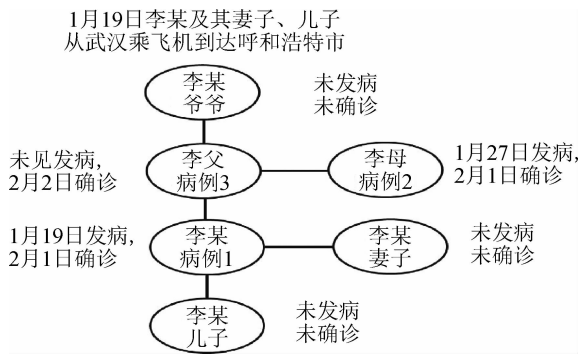 1月19日李某及其妻子、儿子
从武汉乘飞机到达呼和浩特市
李某
爷爷
未发病
未确诊
未见发病,
2月2日确诊
李父
病例3
李母
病例2
1月27日发病,
2月1日确诊
1月19日发病,
2月1日确诊
李某
病例1
李某
妻子
未发病
未确诊
李某
儿子
未发病
未确诊